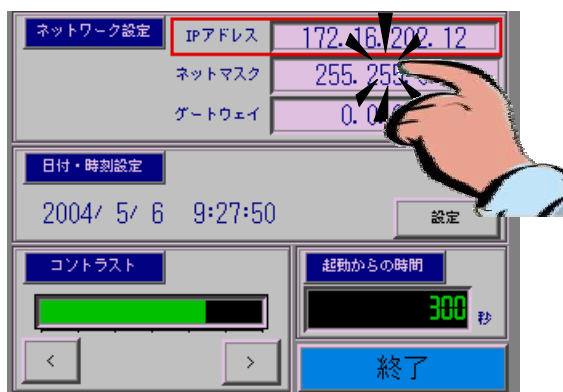 ネットワーク設定
IPアドレス 172. 16. 202. 12
ネットマスク 255. 255.
ゲートウェイ 0. 0.
日付・時刻設定
2004/ 5/ 6 9:27:50
設定
コントラスト
起動からの時間
300 秒
< >
終了